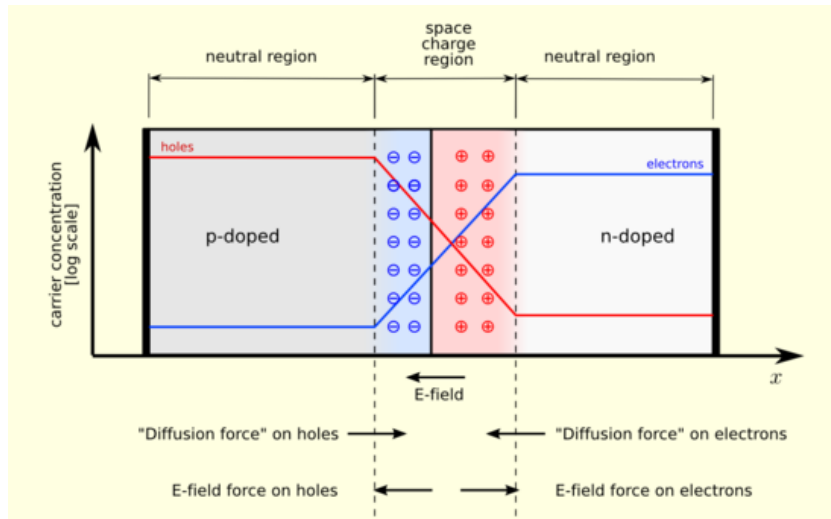 space
charge
region
neutral region
neutral region
holes
electrons
p-doped
n-doped
carrier concentration
[log scale]
x
E-field
"Diffusion force" on holes
"Diffusion force" on electrons
E-field force on holes
E-field force on electrons